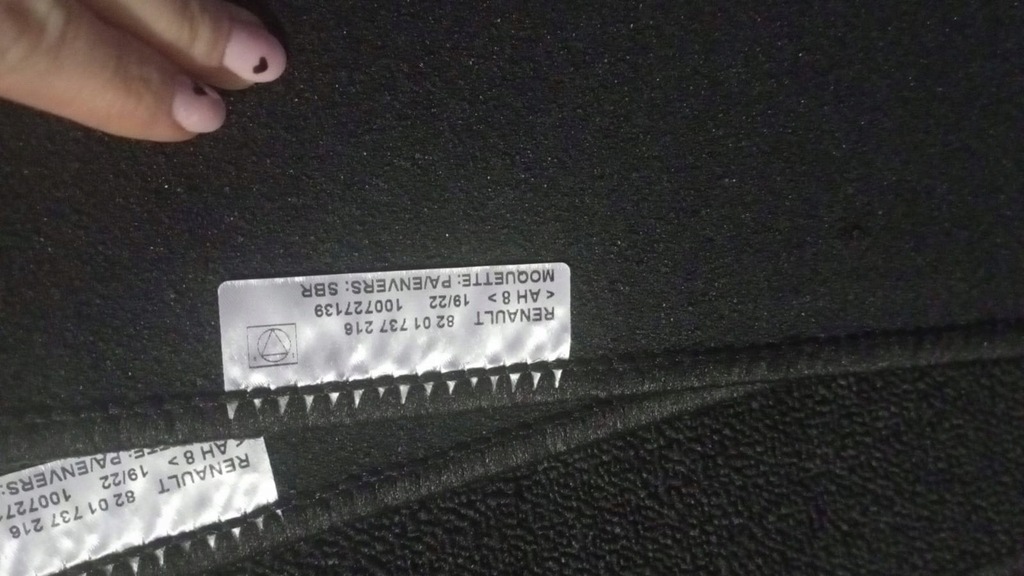 RENAULT 82 01 737 216
< AH 8 > 19/22 100727139
MOQUETTE: PA/ENVERS: SBR
RENAULT 82 01 737 216
< AH 8 > 19/22
PA/ENVERS: